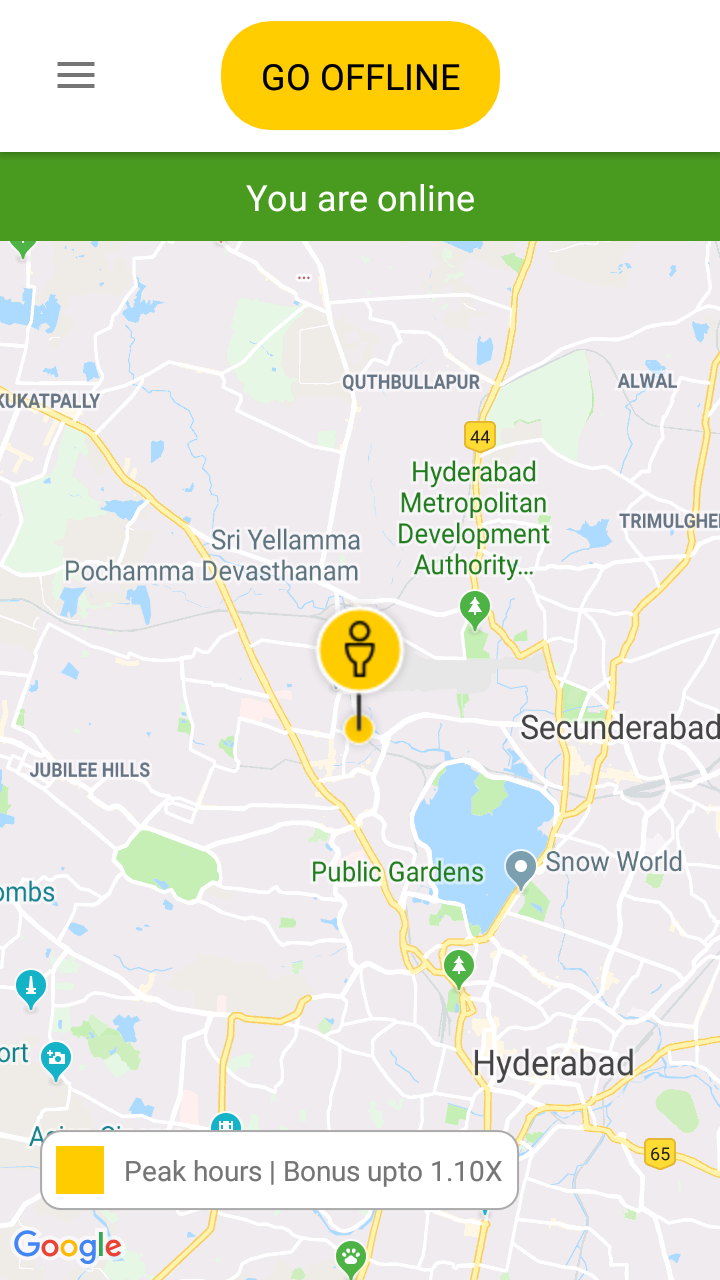 GO OFFLINE
You are online
QUTHBULLAPUR
ALWAL
KUKATPALLY
44
Hyderabad
Metropolitan
Development
Authority...
TRIMULGHE
Sri Yellamma
Pochamma Devasthanam
Secunderabad
JUBILEE HILLS
Snow World
Public Gardens
ombs
ort
Hyderabad
65
Peak hours | Bonus upto 1.10X
Google